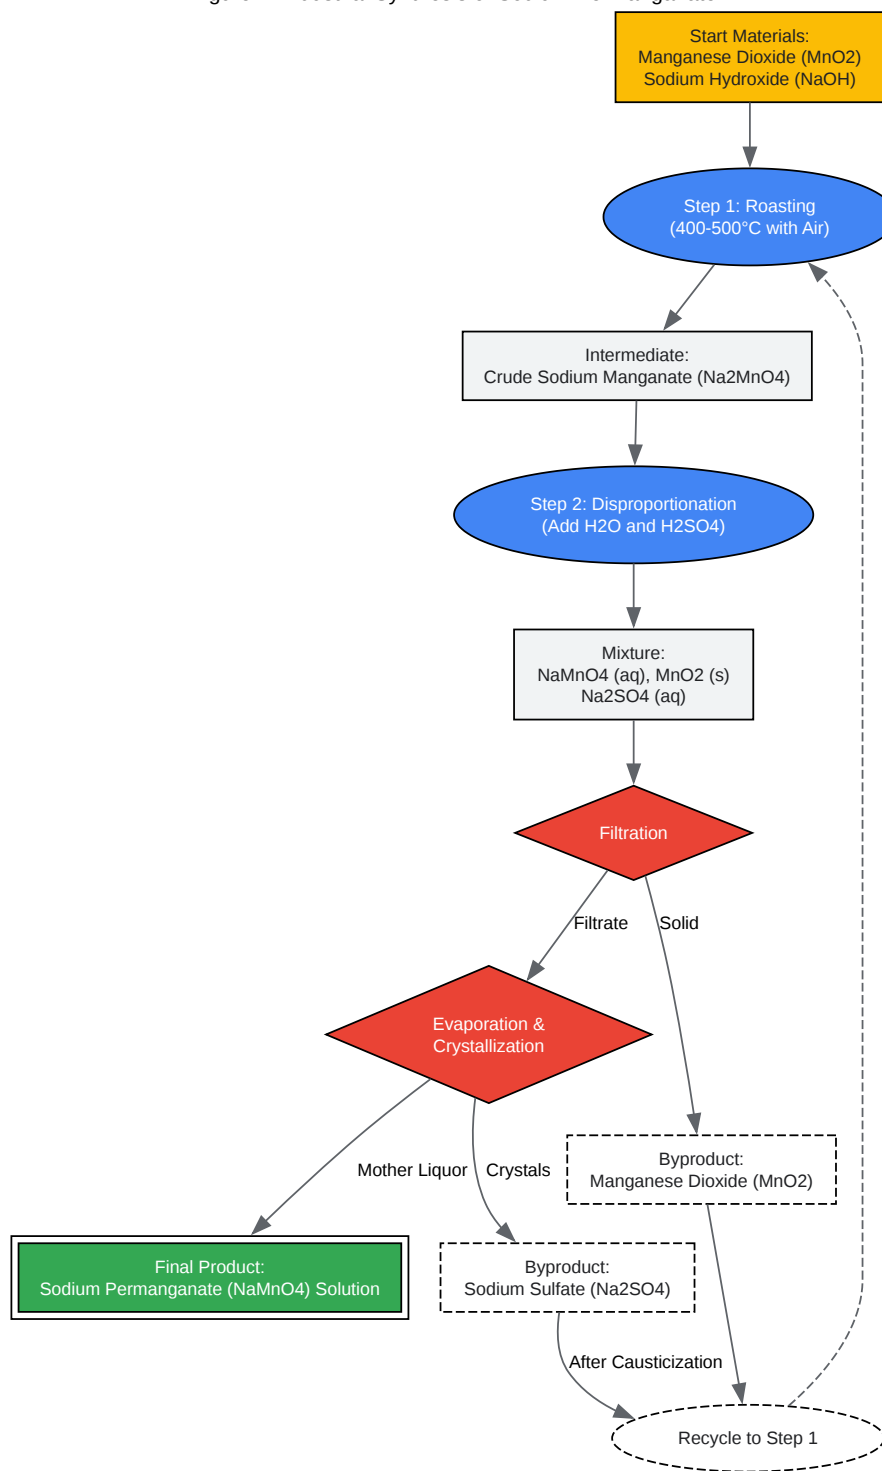 Start Materials:
Manganese Dioxide (MnO2)
Sodium Hydroxide (NaOH)
Step 1: Roasting
(400-500°C with Air)
Intermediate:
Crude Sodium Manganate (Na2MnO4)
Step 2: Disproportionation
(Add H2O and H2SO4)
Mixture:
NaMnO4 (aq), MnO2 (s)
Na2SO4 (aq)
Filtration
Filtrate
Solid
Evaporation &
Crystallization
Mother Liquor
Crystals
Byproduct:
Manganese Dioxide (MnO2)
Final Product:
Sodium Permanganate (NaMnO4) Solution
Byproduct:
Sodium Sulfate (Na2SO4)
After Causticization
Recycle to Step 1